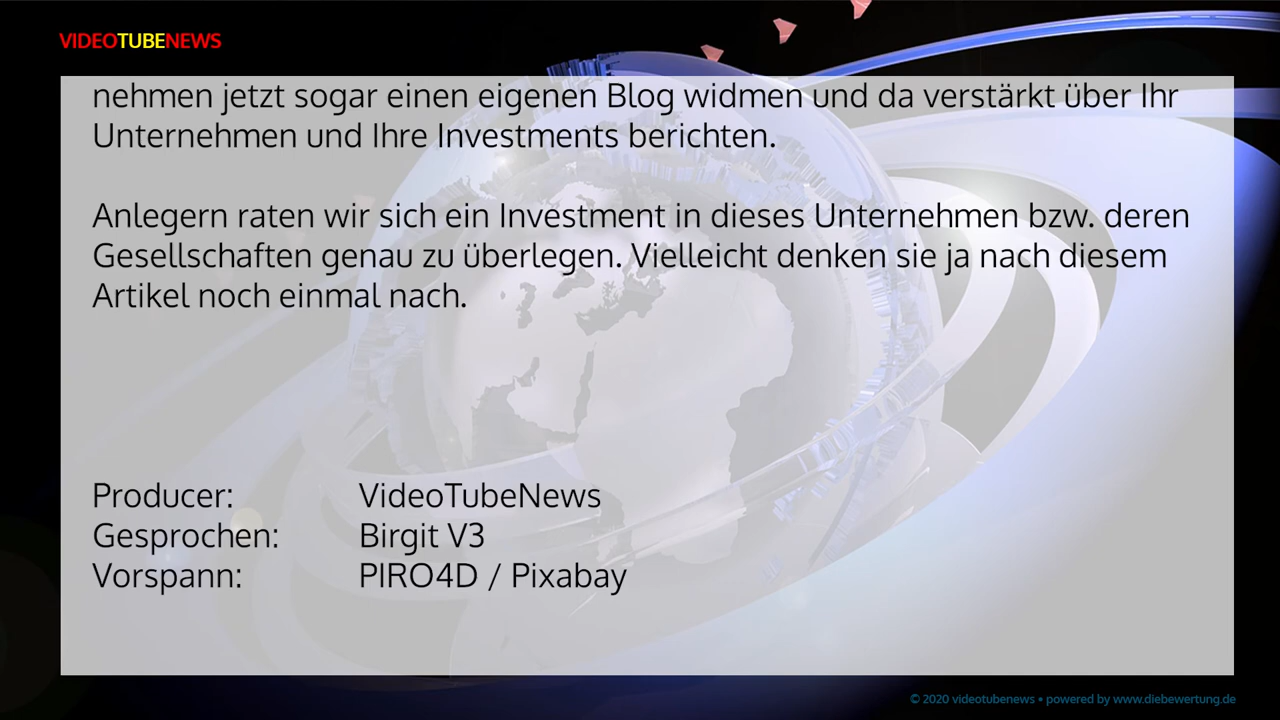 VIDEOTUBENEWS
nehmen jetzt sogar einen eigenen Blog widmen und da verstärkt über Ihr
Unternehmen und Ihre Investments berichten.
Anlegern raten wir sich ein Investment in dieses Unternehmen bzw. deren
Gesellschaften genau zu überlegen. Vielleicht denken sie ja nach diesem
Artikel noch einmal nach.
Producer: VideoTubeNews
Gesprochen: Birgit V3
Vorspann: PIRO4D / Pixabay
© 2020 videotubenews • powered by www.diebewertung.de